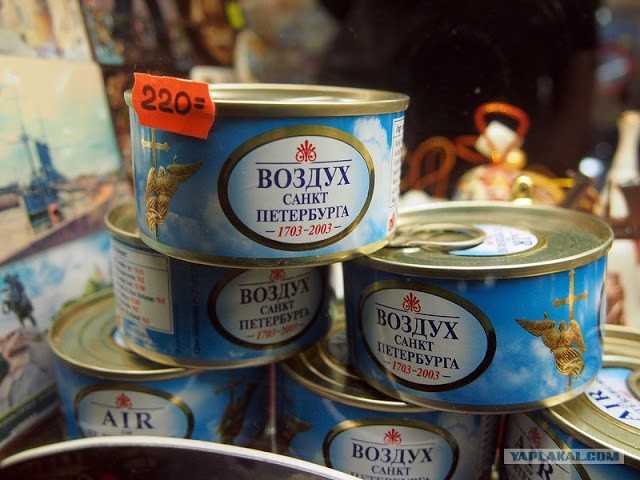 220=
ВОЗДУХ
САНКТ
ПЕТЕРБУРГА
-1703-2003-
ВОЗДУХ
САНКТ
ПЕТЕРБУРГА
-1703-2003-
ВОЗДУХ
САНКТ
ПЕТЕРБУРГА
-1703-2003-
AIR
ВОЗДУХ
САНКТ
AIR
YAPLAKAL.COM